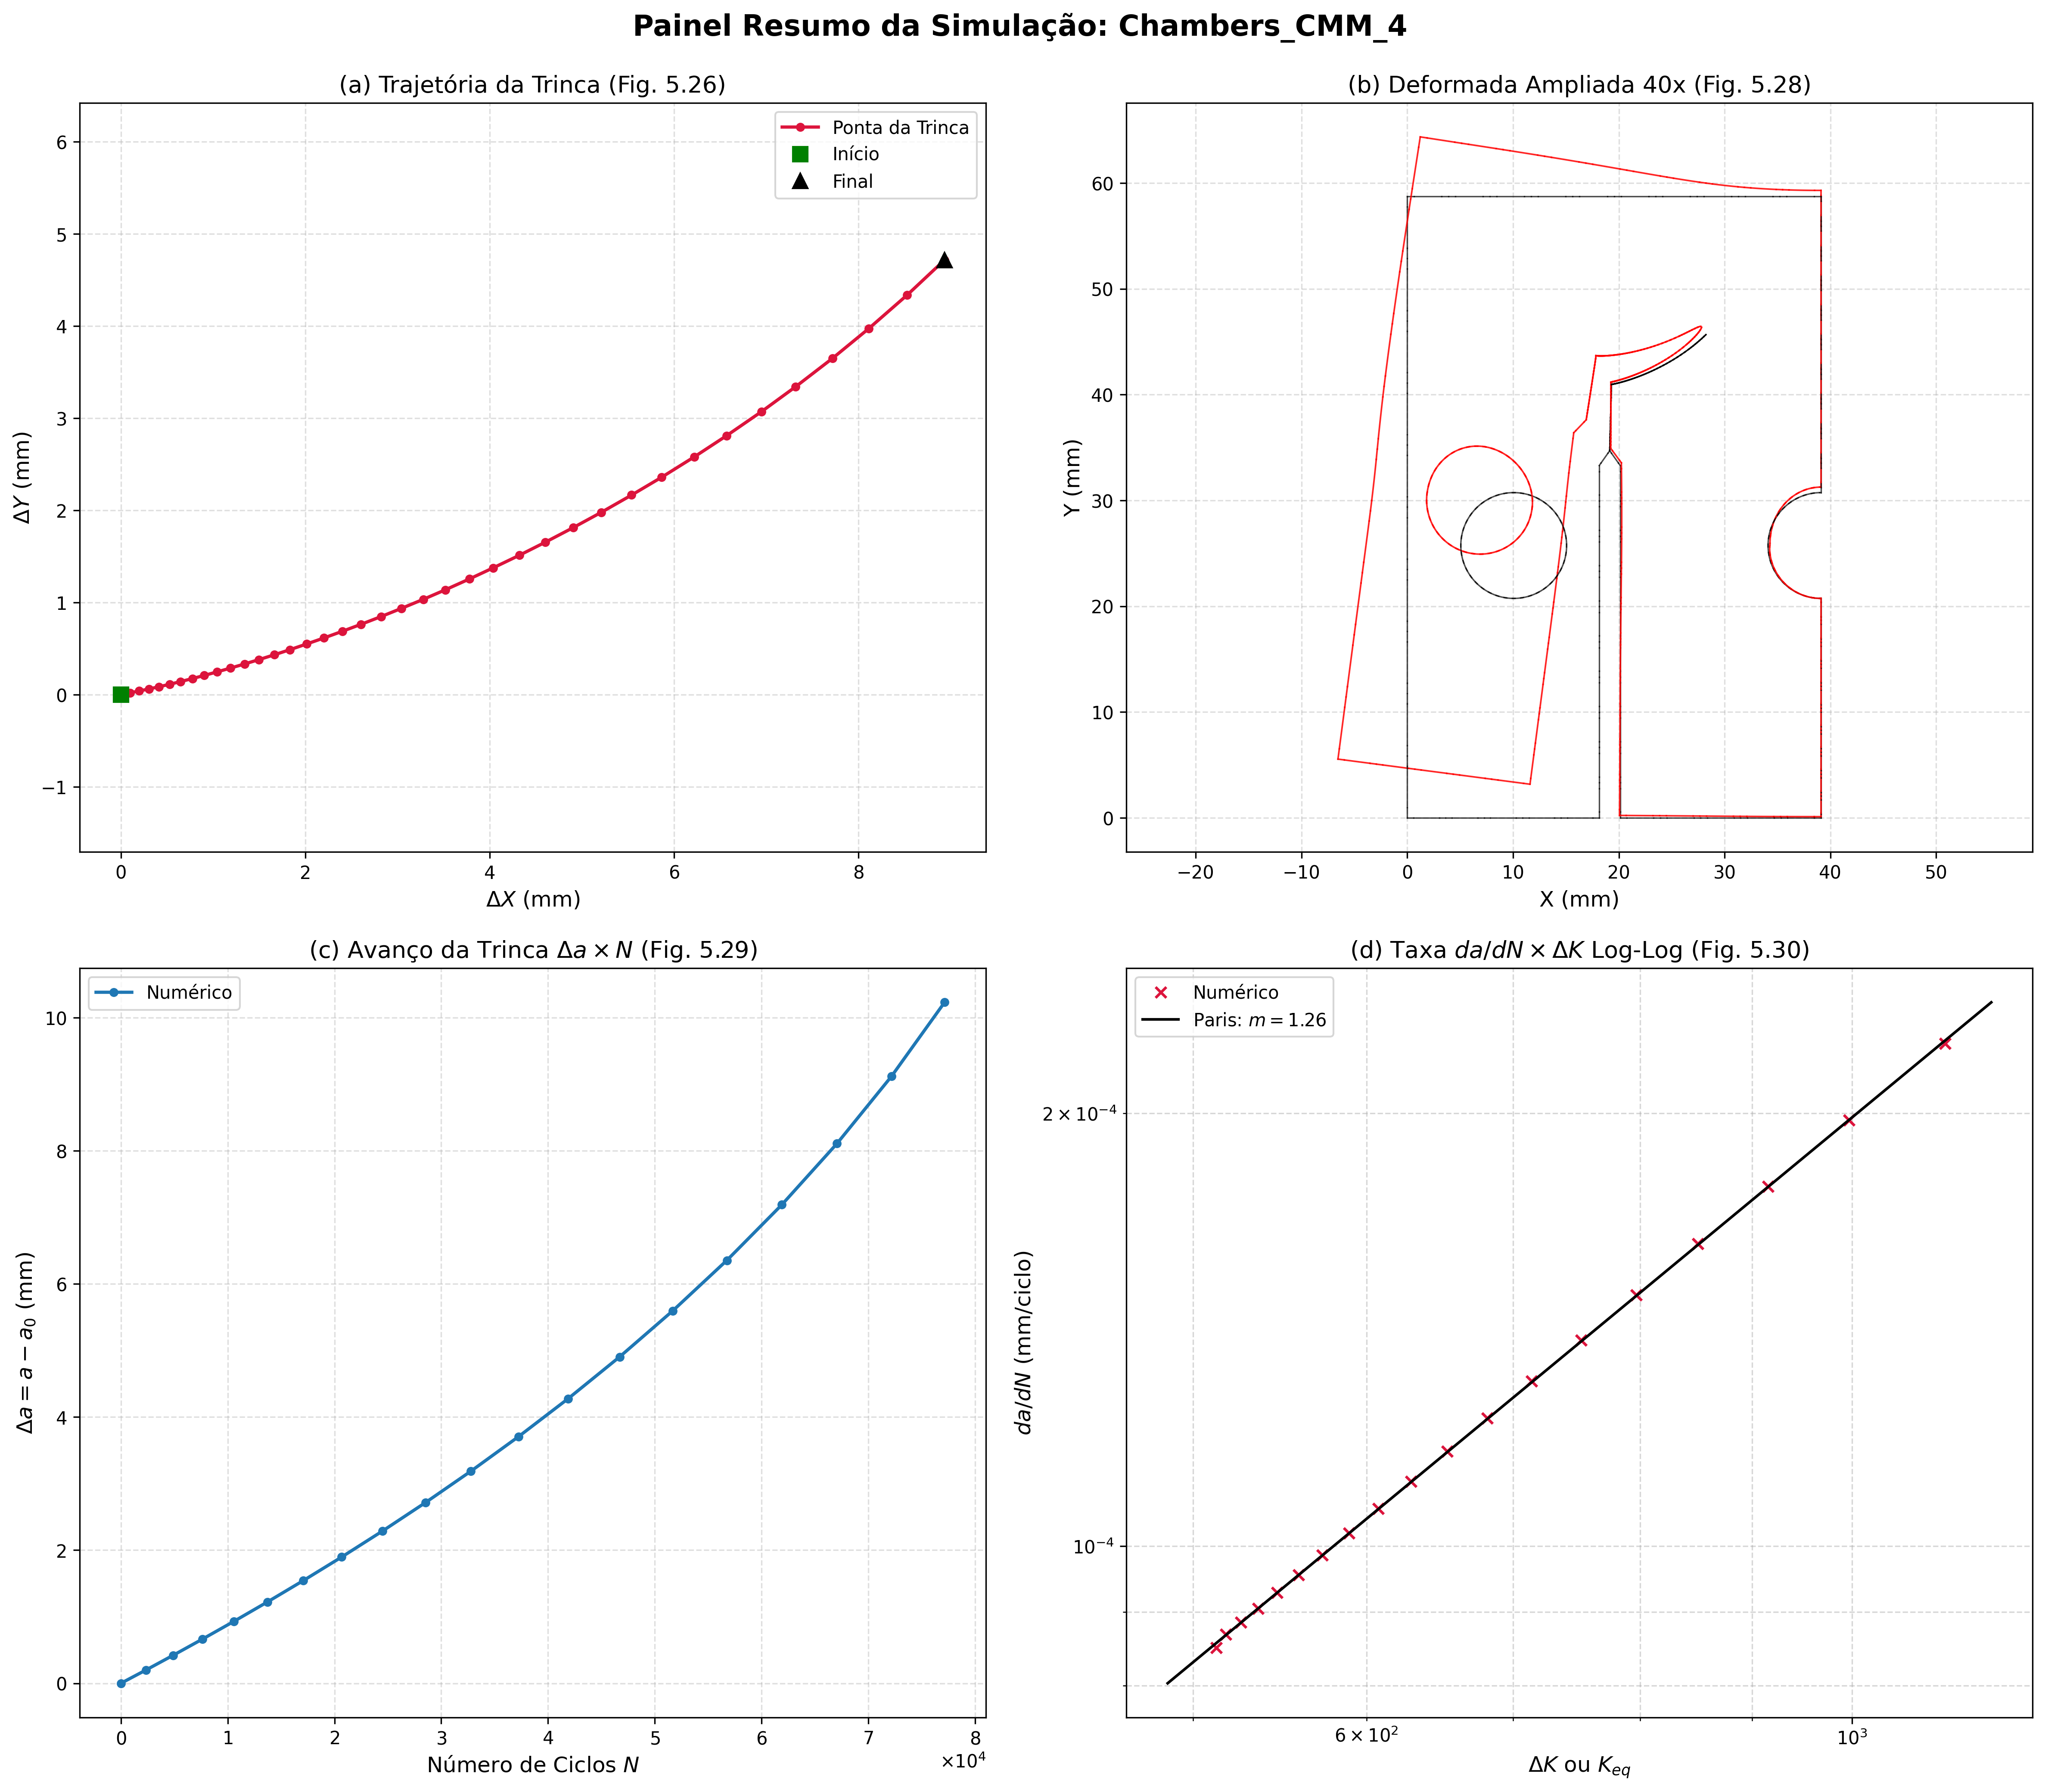 Painel Resumo da Simulação: Chambers_CMM_4
(a) Trajetória da Trinca (Fig. 5.26)
Ponta da Trinca
Início
Final
6
5
4
3
2
1
0
−1
ΔY (mm)
0 2 4 6 8
ΔX (mm)
(b) Deformada Ampliada 40x (Fig. 5.28)
60
50
40
30
20
10
0
Y (mm)
−20 −10 0 10 20 30 40 50
X (mm)
(c) Avanço da Trinca Δa × N (Fig. 5.29)
Numérico
10
8
6
4
2
0
Δa = a − a₀ (mm)
0 1 2 3 4 5 6 7 8
×10⁴
Número de Ciclos N
(d) Taxa da/dN × ΔK Log-Log (Fig. 5.30)
Numérico
Paris: m = 1.26
2 × 10⁻⁴
10⁻⁴
da/dN (mm/ciclo)
6 × 10² 10³
ΔK ou Keq